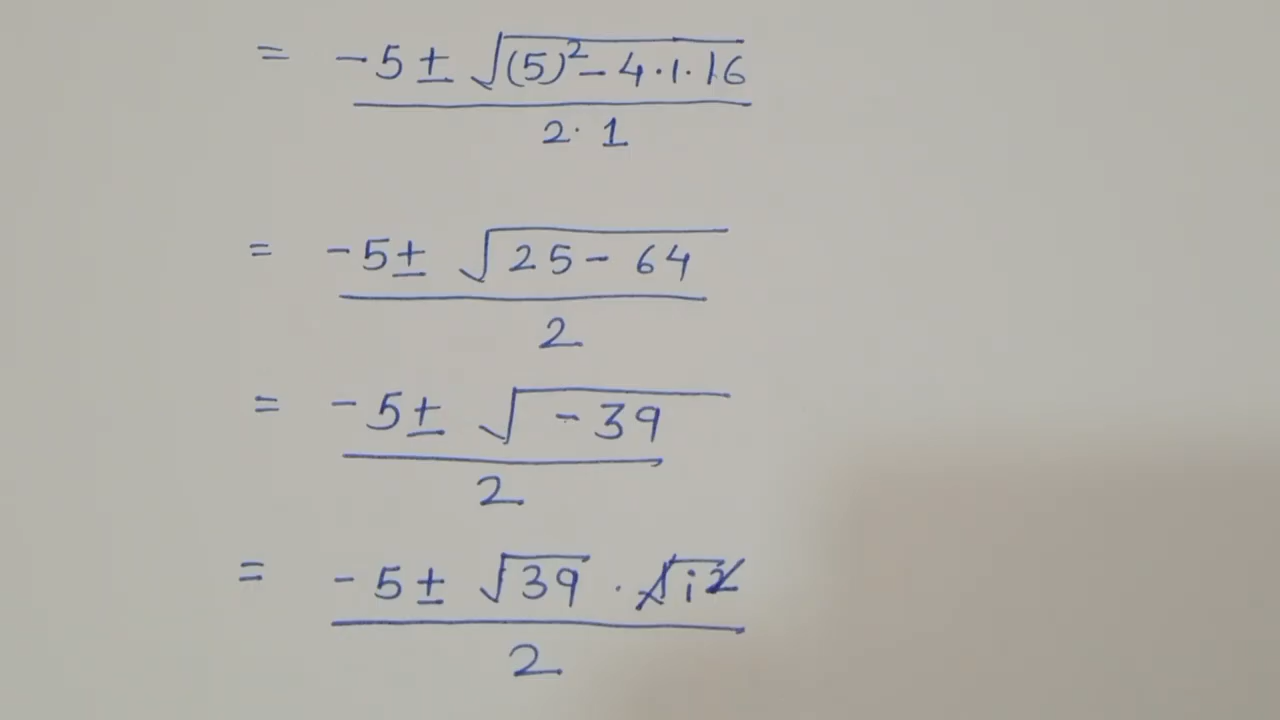 = -5 ± √(5)² - 4·1·16
2·1
= -5 ± √25 - 64
2
= -5 ± √-39
2
= -5 ± √39 · √i²
2